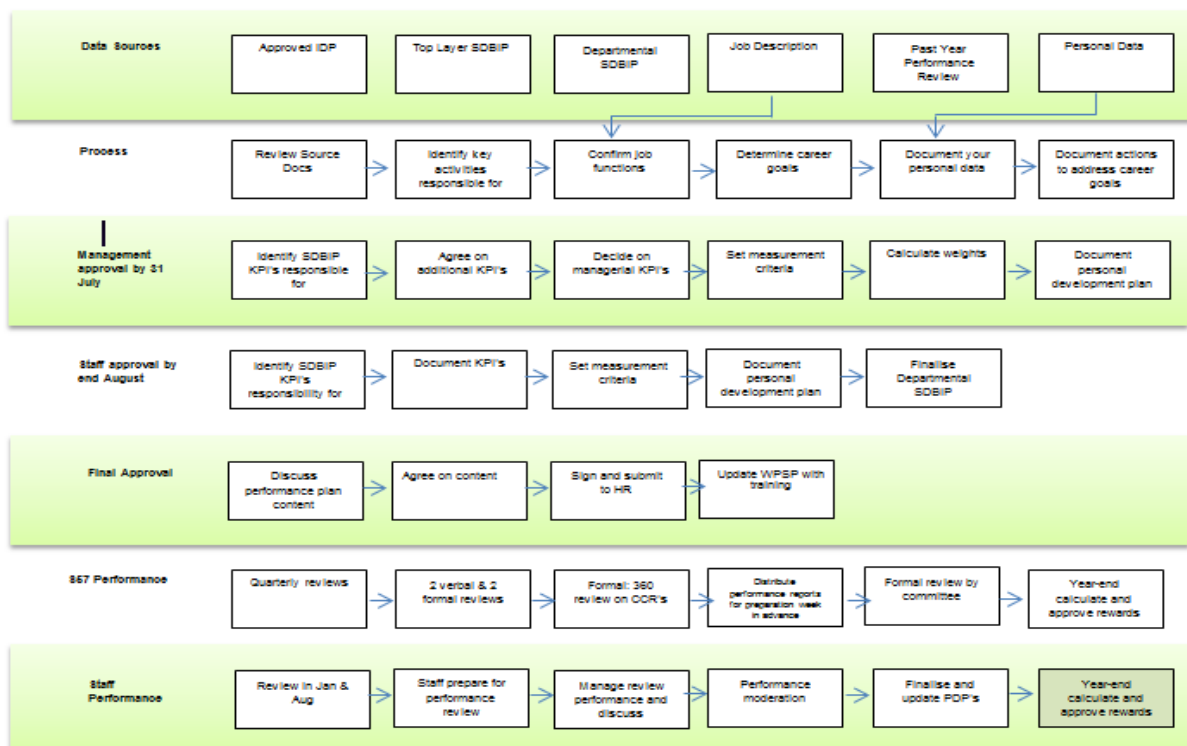 Data Sources
Approved IDP
Top Layer SDBIP
Departmental
SDBIP
Job Description
Past Year
Performance
Review
Personal Data
Process
Review Source
Docs
Identify key
activities
responsible for
Confirm job
functions
Determine career
goals
Document your
personal data
Document actions
to address career
goals
Management
approval by 31
July
Identify SDBIP
KPI's responsible
for
Agree on
additional KPI's
Decide on
managerial KPI's
Set measurement
criteria
Calculate weights
Document
personal
development plan
Staff approval by
end August
Identify SDBIP
KPI's
responsibility for
Document KPI's
Set measurement
criteria
Document
personal
development plan
Finalise
Departmental
SDBIP
Final Approval
Discuss
performance plan
content
Agree on content
Sign and submit
to HR
Update WPSP with
training
S57 Performance
Quarterly reviews
2 verbal & 2
formal reviews
Formal: 360
review on CCR's
Distribute
performance reports
for preparation week
in advance
Formal review by
committee
Year-end
calculate and
approve rewards
Staff
Performance
Review in Jan &
Aug
Staff prepare for
performance
review
Manage review
performance and
discuss
Performance
moderation
Finalise and
update PDP's
Year-end
calculate and
approve rewards